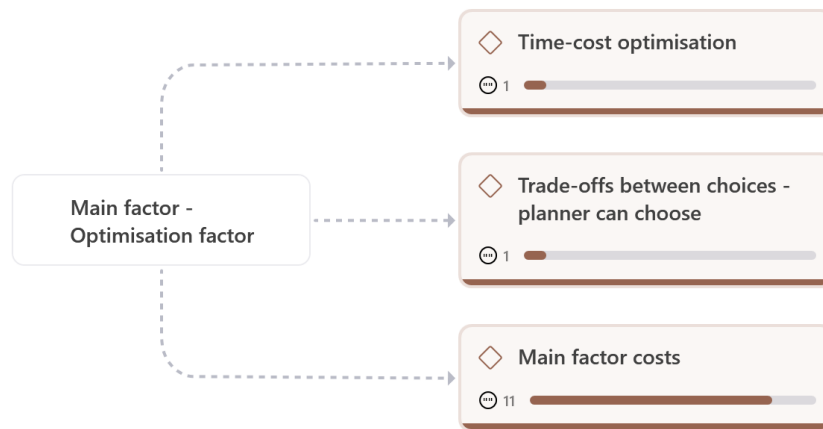 Time-cost optimisation
1
Trade-offs between choices -
planner can choose
1
Main factor -
Optimisation factor
Main factor costs
11